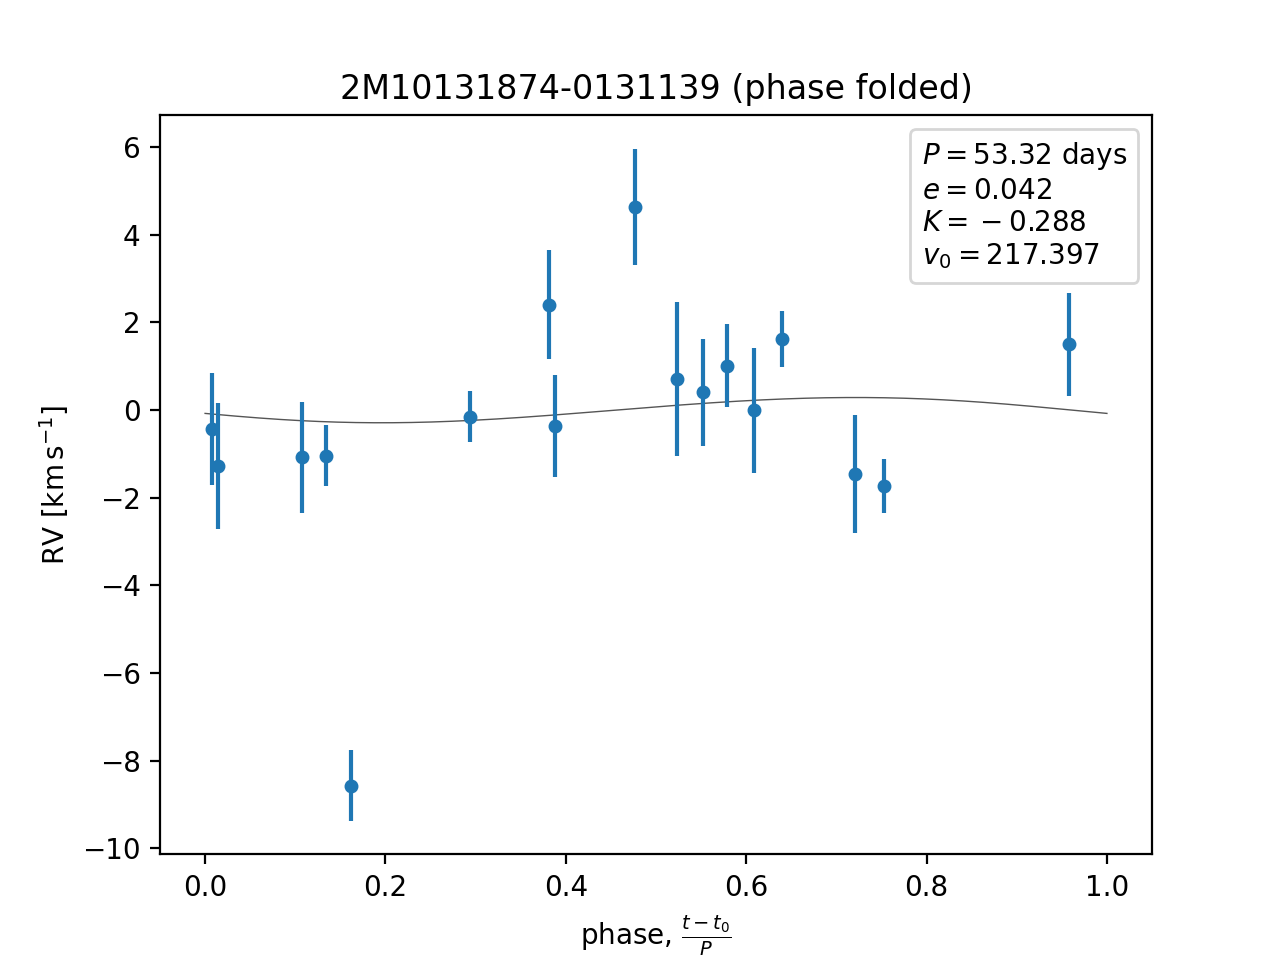 2M10131874-0131139 (phase folded)
P = 53.32 days
e = 0.042
K = −0.288
v₀ = 217.397
6
4
2
0
−2
−4
−6
−8
−10
RV [km s⁻¹]
0.0 0.2 0.4 0.6 0.8 1.0
phase, (t − t₀)/P